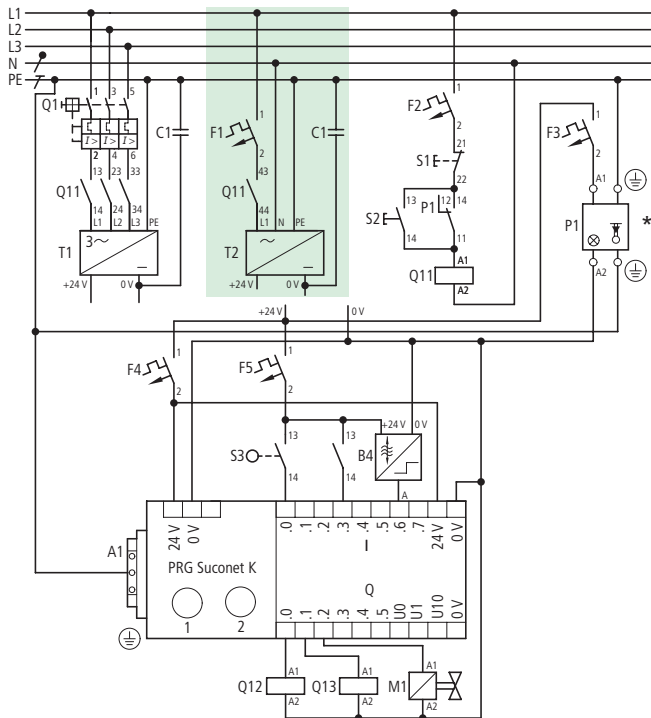 L1
L2
L3
N
PE
Q1
1 3 5
I> I> I>
2 4 6
13 23 33
Q11
14 24 34
L1 L2 L3 PE
T1
3~
+24 V 0 V
C1
F1
1
2
43
Q11
44
L1 N PE
T2
~
+24 V 0 V
C1
F2
1
2
21
S1
22
S2
13
14
P1
12 14
11
A1
Q11
A2
F3
1
2
A1
P1
*
A2
+24 V 0 V
F4
1
2
F5
1
2
S3
13
14
13
14
+24 V 0 V
B4
A
A1
24 V 0 V
PRG Suconet K
1 2
.0 .1 .2 .3 .4 .5 .6 .7 24 V 0 V
I
Q
.0 .1 .2 .3 .4 .5 U0 U1 U10 0 V
Q12
A1
A2
Q13
A1
A2
M1
A1
A2